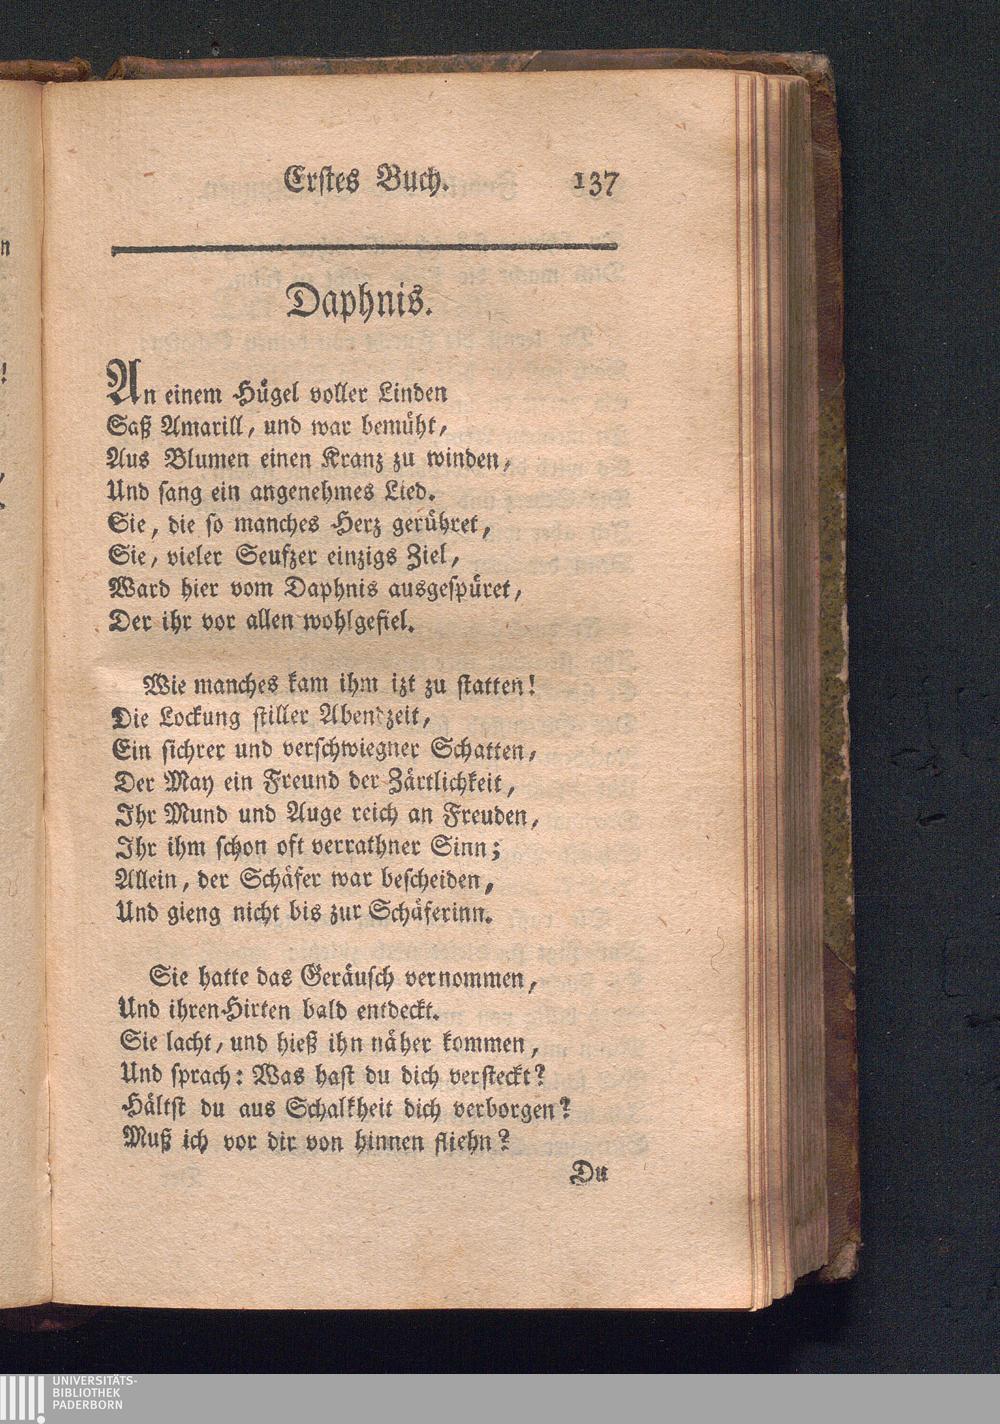 Erstes Buch. 137
Daphnis.
An einem Hügel voller Linden
Saß Amarill, und war bemüht,
Aus Blumen einen Kranz zu winden,
Und sang ein angenehmes Lied.
Sie, die so manches Herz gerühret,
Sie, vieler Seufzer einzigs Ziel,
Ward hier vom Daphnis ausgespüret,
Der ihr vor allen wohlgefiel.
Wie manches kam ihm izt zu statten!
Die Lockung stiller Abendzeit,
Ein sichrer und verschwiegner Schatten,
Der May ein Freund der Zärtlichkeit,
Ihr Mund und Auge reich an Freuden,
Ihr ihm schon oft verrathner Sinn;
Allein, der Schäfer war bescheiden,
Und gieng nicht bis zur Schäferinn.
Sie hatte das Geräusch vernommen,
Und ihren Hirten bald entdeckt.
Sie lacht, und hieß ihn näher kommen,
Und sprach: Was hast du dich versteckt?
Hältst du aus Schalkheit dich verborgen?
Muß ich vor dir von hinnen fliehn?
Du
UNIVERSITÄTS-
BIBLIOTHEK
PADERBORN